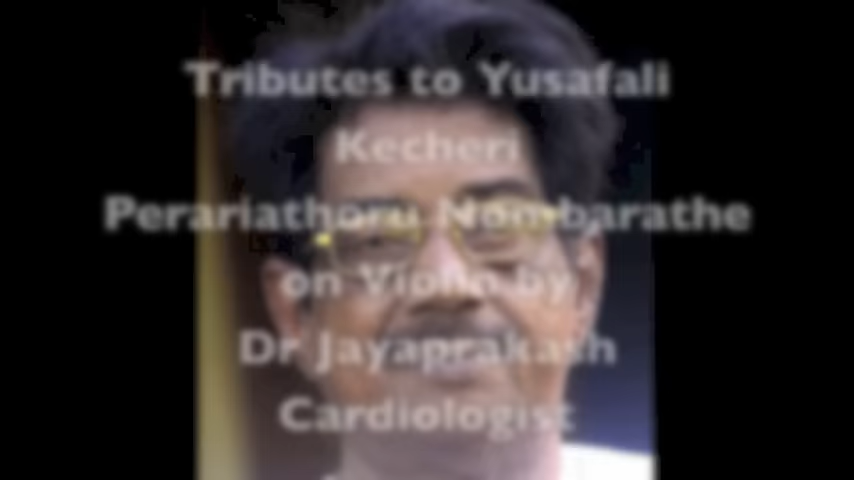 Tributes to Yusafali
Kecheri
Perariathoru Nombarathe
on Violin by
Dr Jayaprakash
Cardiologist